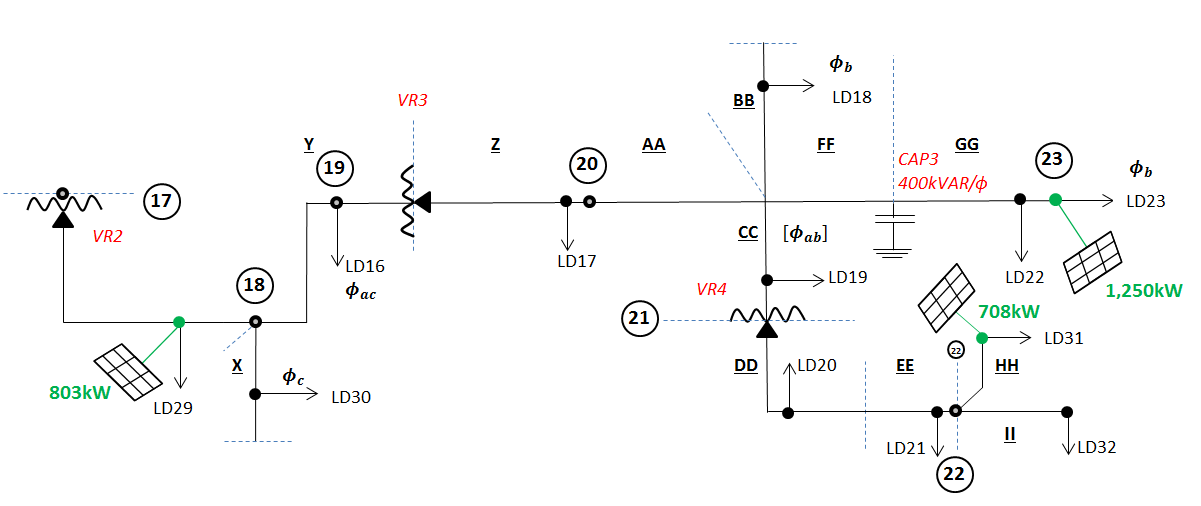 ϕb
LD18
BB
VR3
Y
Z
AA
FF
CAP3
400kVAR/ϕ
GG
19
20
23
ϕb
LD23
17
VR2
CC
[ϕab]
LD16
ϕac
LD17
LD19
LD22
1,250kW
18
VR4
21
708kW
LD31
22
X
ϕc
LD30
803kW
LD29
DD
LD20
EE
HH
LD21
II
LD32
22